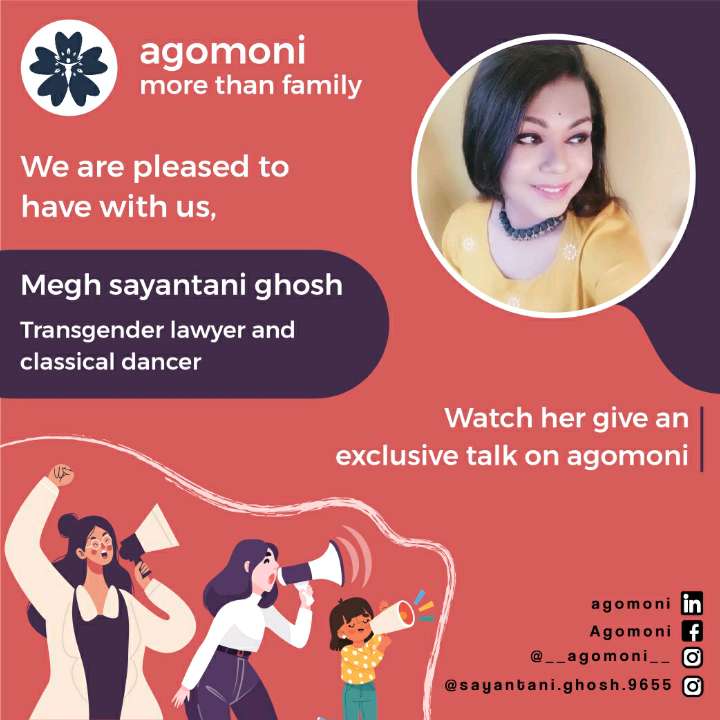 agomoni
more than family
We are pleased to
have with us,
Megh sayantani ghosh
Transgender lawyer and
classical dancer
Watch her give an
exclusive talk on agomoni
agomoni in
Agomoni f
@__agomoni__
@sayantani.ghosh.9655